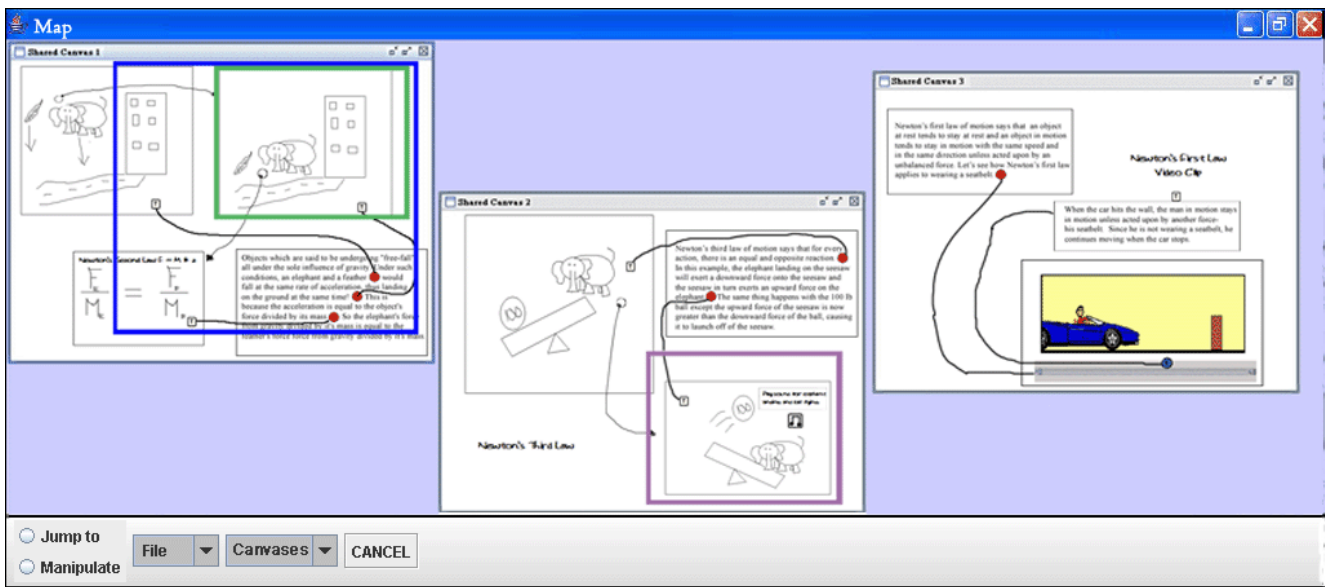 Map
Shared Canvas 1
Newton's Second Law F = M * a
F
E
M
E
=
F
F
M
F
T
T
T
Objects which are said to be undergoing "free-fall"
all under the sole influence of gravity. Under such
conditions, an elephant and a feather would
fall at the same rate of acceleration, thus landing
on the ground at the same time! This is
because the acceleration is equal to the object's
force divided by its mass. So the elephant's force
from gravity divided by it's mass is equal to the
feather's force force from gravity divided by it's mass
Shared Canvas 2
100
T
Newton's third law of motion says that for every
action, there is an equal and opposite reaction.
In this example, the elephant landing on the seesaw
will exert a downward force onto the seesaw and
the seesaw in turn exerts an upward force on the
elephant. The same thing happens with the 100 lb
ball except the upward force of the seesaw is now
greater than the downward force of the ball, causing
it to launch off of the seesaw.
Newton's Third Law
T
100
Shared Canvas 3
Newton's first law of motion says that an object
at rest tends to stay at rest and an object in motion
tends to stay in motion with the same speed and
in the same direction unless acted upon by an
unbalanced force. Let's see how Newton's first law
applies to wearing a seatbelt.
Newton's First Law
Video Clip
T
When the car hits the wall, the man in motion stays
in motion unless acted upon by another force-
his seatbelt. Since he is not wearing a seatbelt, he
continues moving when the car stops.
Jump to
Manipulate
File
Canvases
CANCEL